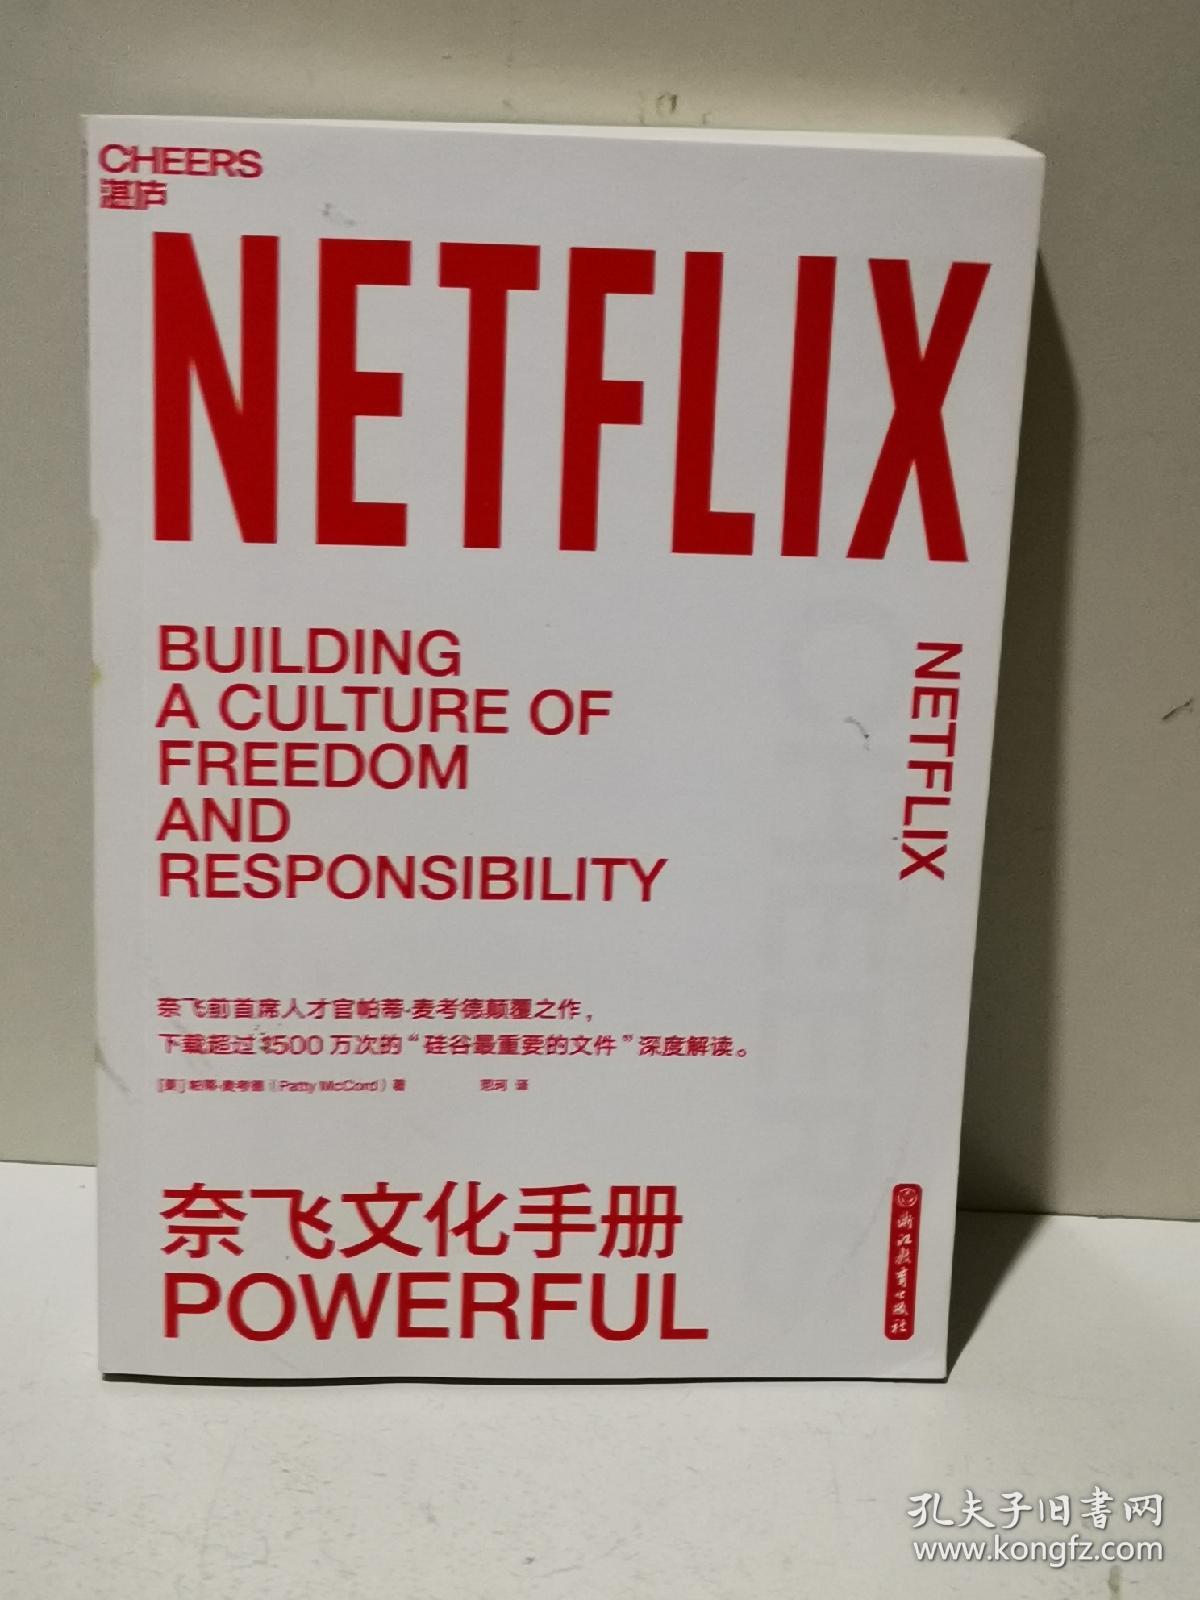 CHEERS
湛庐
NETFLIX
BUILDING
A CULTURE OF
FREEDOM
AND
RESPONSIBILITY
NETFLIX
奈飞前首席人才官帕蒂·麦考德颠覆之作，
下载超过1500万次的“硅谷最重要的文件”深度解读。
[美] 帕蒂·麦考德（Patty McCord）著 范珂 译
奈飞文化手册
POWERFUL
浙江教育出版社
孔夫子旧書网
www.kongfz.com